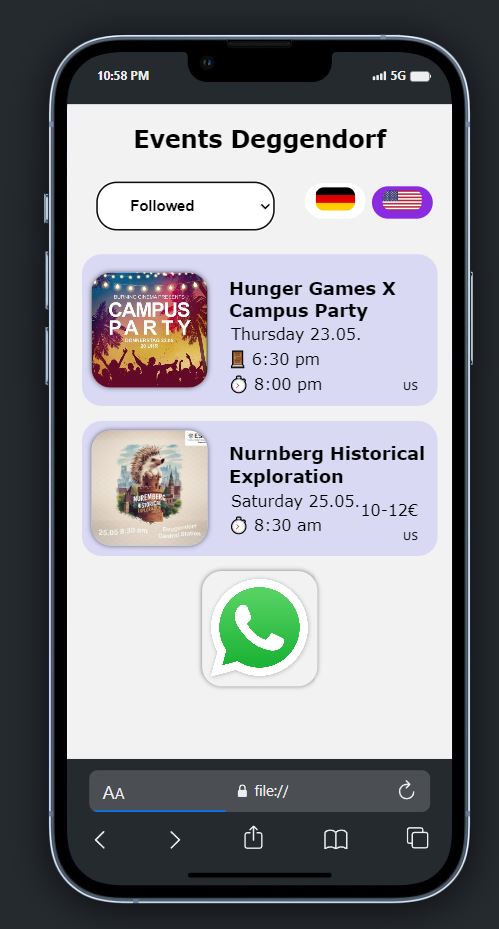 10:58 PM
5G
Events Deggendorf
Followed
BURNING CINEMA PRESENTS
CAMPUS
PARTY
DONNERSTAG 23.05.
20 UHR
Hunger Games X
Campus Party
Thursday 23.05.
6:30 pm
8:00 pm
US
NUREMBERG
HISTORICAL
25.05 8:30 am
Deggendorf
Central Station
Nurnberg Historical
Exploration
Saturday 25.05.
10-12€
8:30 am
US
AA
file://